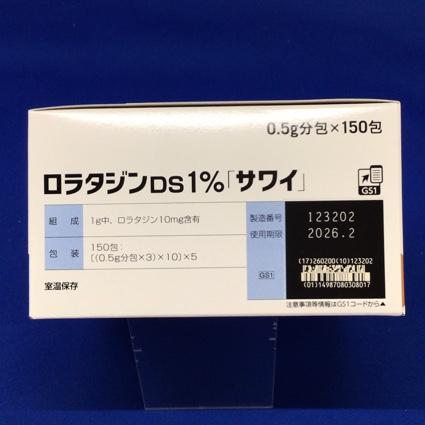 0.5g分包×150包
ロラタジンDS1%「サワイ」
GS1
組成 1g中、ロラタジン10mg含有
製造番号 123202
使用期限 2026.2
包装 150包:
[(0.5g分包×3)×10]×5
GS1
(17)260200(10)123202
(01)14987080308017
室温保存
注意事項等情報はGS1コードから▲